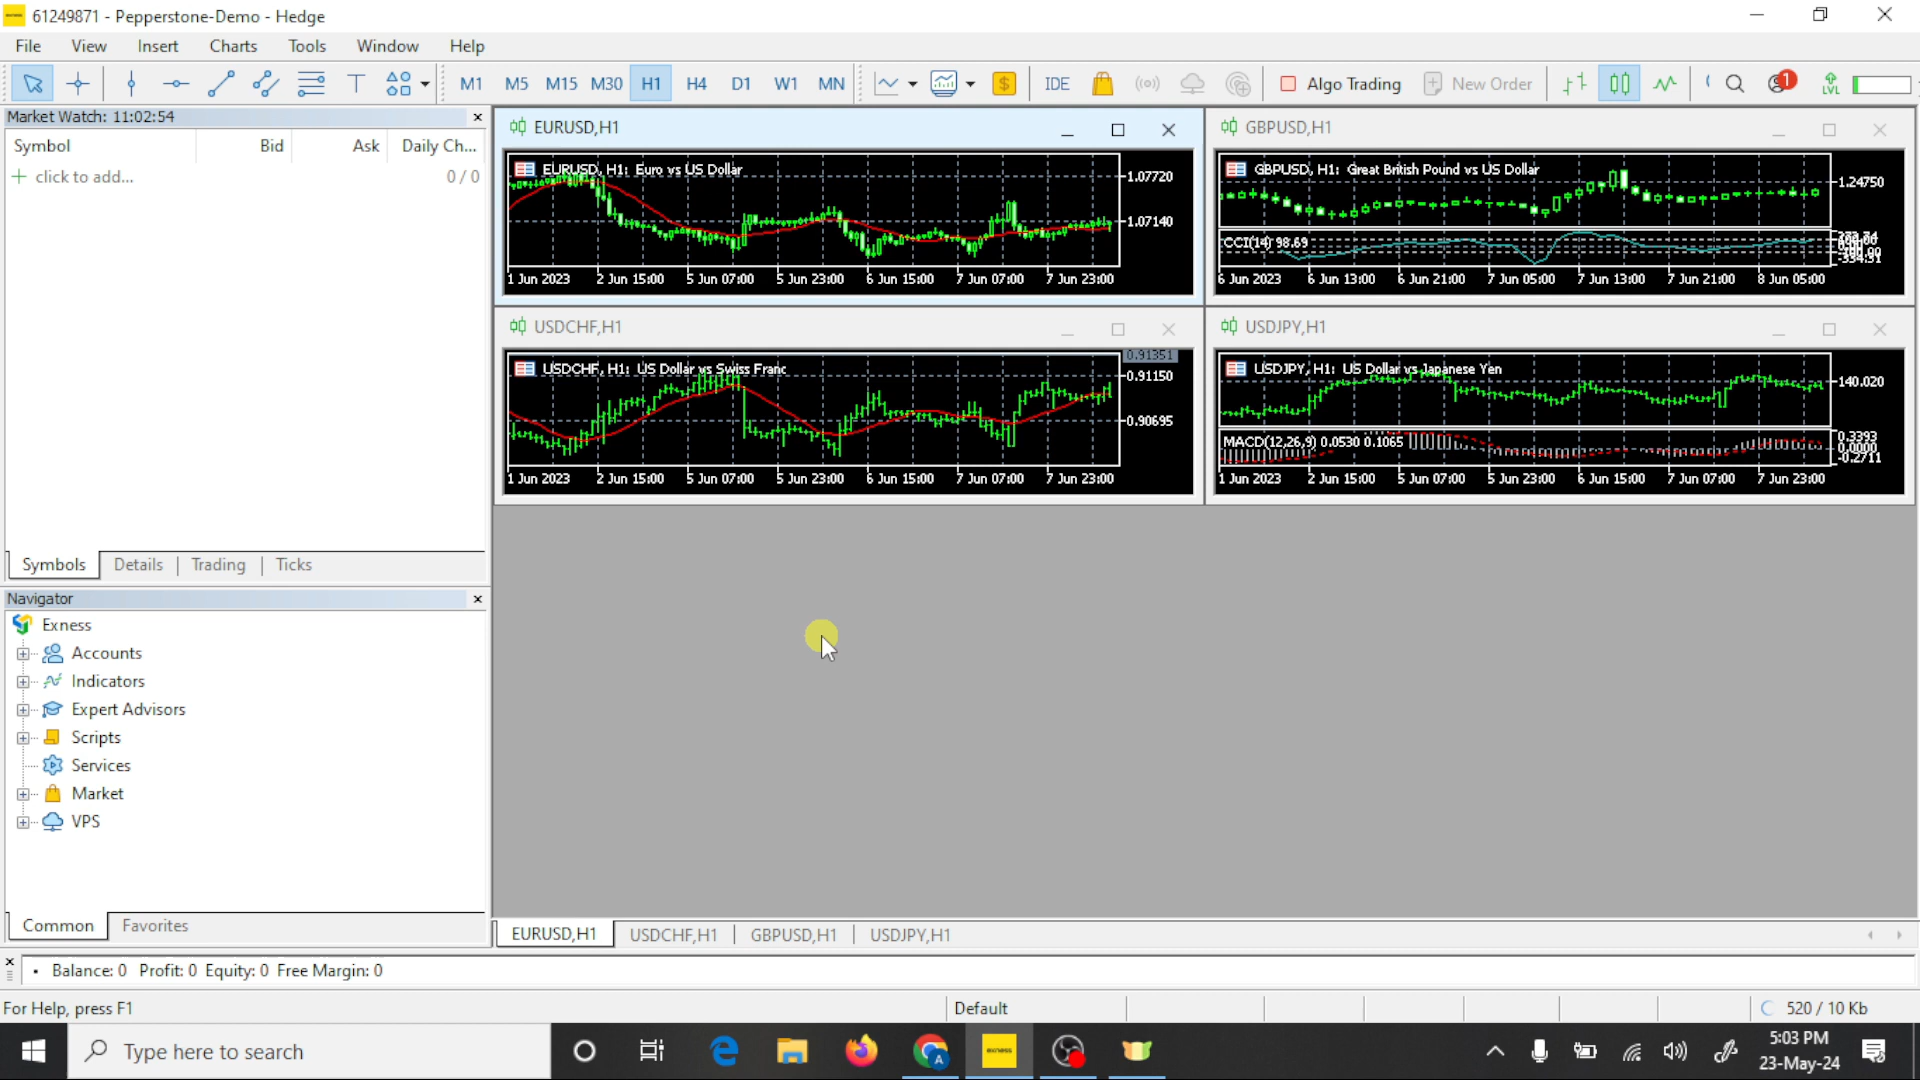 61249871 - Pepperstone-Demo - Hedge
File View Insert Charts Tools Window Help
M1 M5 M15 M30 H1 H4 D1 W1 MN IDE Algo Trading New Order 1 LVL
Market Watch: 11:02:54
Symbol Bid Ask Daily Ch...
click to add... 0 / 0
Symbols Details Trading Ticks
Navigator
Exness
Accounts
Indicators
Expert Advisors
Scripts
Services
Market
VPS
Common Favorites
EURUSD,H1
EURUSD, H1: Euro vs US Dollar
1.07720
1.07140
1 Jun 2023 2 Jun 15:00 5 Jun 07:00 5 Jun 23:00 6 Jun 15:00 7 Jun 07:00 7 Jun 23:00
GBPUSD,H1
GBPUSD, H1: Great British Pound vs US Dollar
1.24750
CCI(14) 98.69
-334.31
6 Jun 2023 6 Jun 13:00 6 Jun 21:00 7 Jun 05:00 7 Jun 13:00 7 Jun 21:00 8 Jun 05:00
USDCHF,H1
USDCHF, H1: US Dollar vs Swiss Franc
0.91351
0.91150
0.90695
1 Jun 2023 2 Jun 15:00 5 Jun 07:00 5 Jun 23:00 6 Jun 15:00 7 Jun 07:00 7 Jun 23:00
USDJPY,H1
USDJPY, H1: US Dollar vs Japanese Yen
140.020
MACD(12,26,9) 0.0530 0.1065
0.3393
0.0000
-0.2711
1 Jun 2023 2 Jun 15:00 5 Jun 07:00 5 Jun 23:00 6 Jun 15:00 7 Jun 07:00 7 Jun 23:00
EURUSD,H1 USDCHF,H1 GBPUSD,H1 USDJPY,H1
Balance: 0 Profit: 0 Equity: 0 Free Margin: 0
For Help, press F1 Default 520 / 10 Kb
Type here to search
exness
5:03 PM
23-May-24